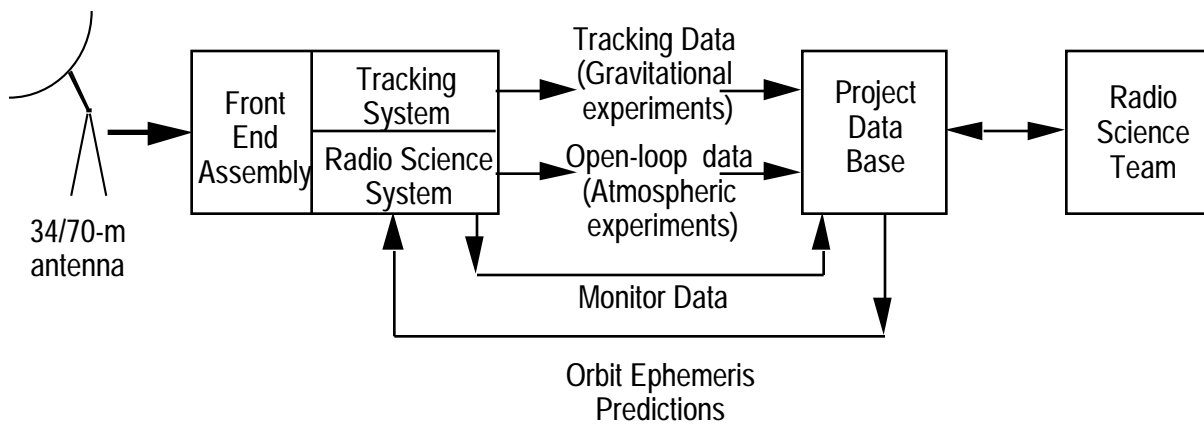 34/70-m
antenna
Front
End
Assembly
Tracking
System
Radio Science
System
Tracking Data
(Gravitational
experiments)
Open-loop data
(Atmospheric
experiments)
Monitor Data
Orbit Ephemeris
Predictions
Project
Data
Base
Radio
Science
Team